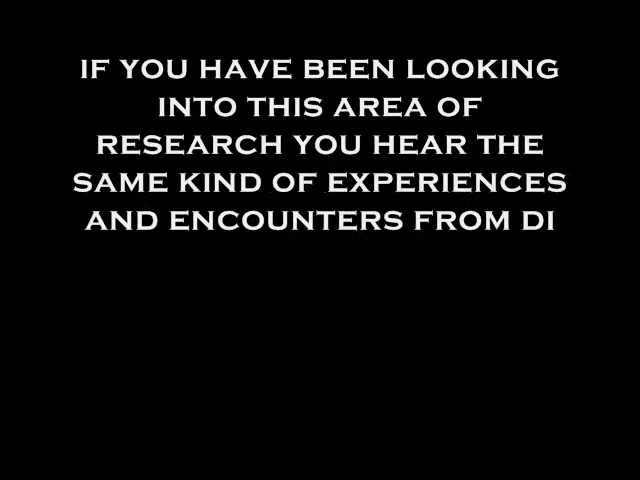 IF YOU HAVE BEEN LOOKING
INTO THIS AREA OF
RESEARCH YOU HEAR THE
SAME KIND OF EXPERIENCES
AND ENCOUNTERS FROM DI